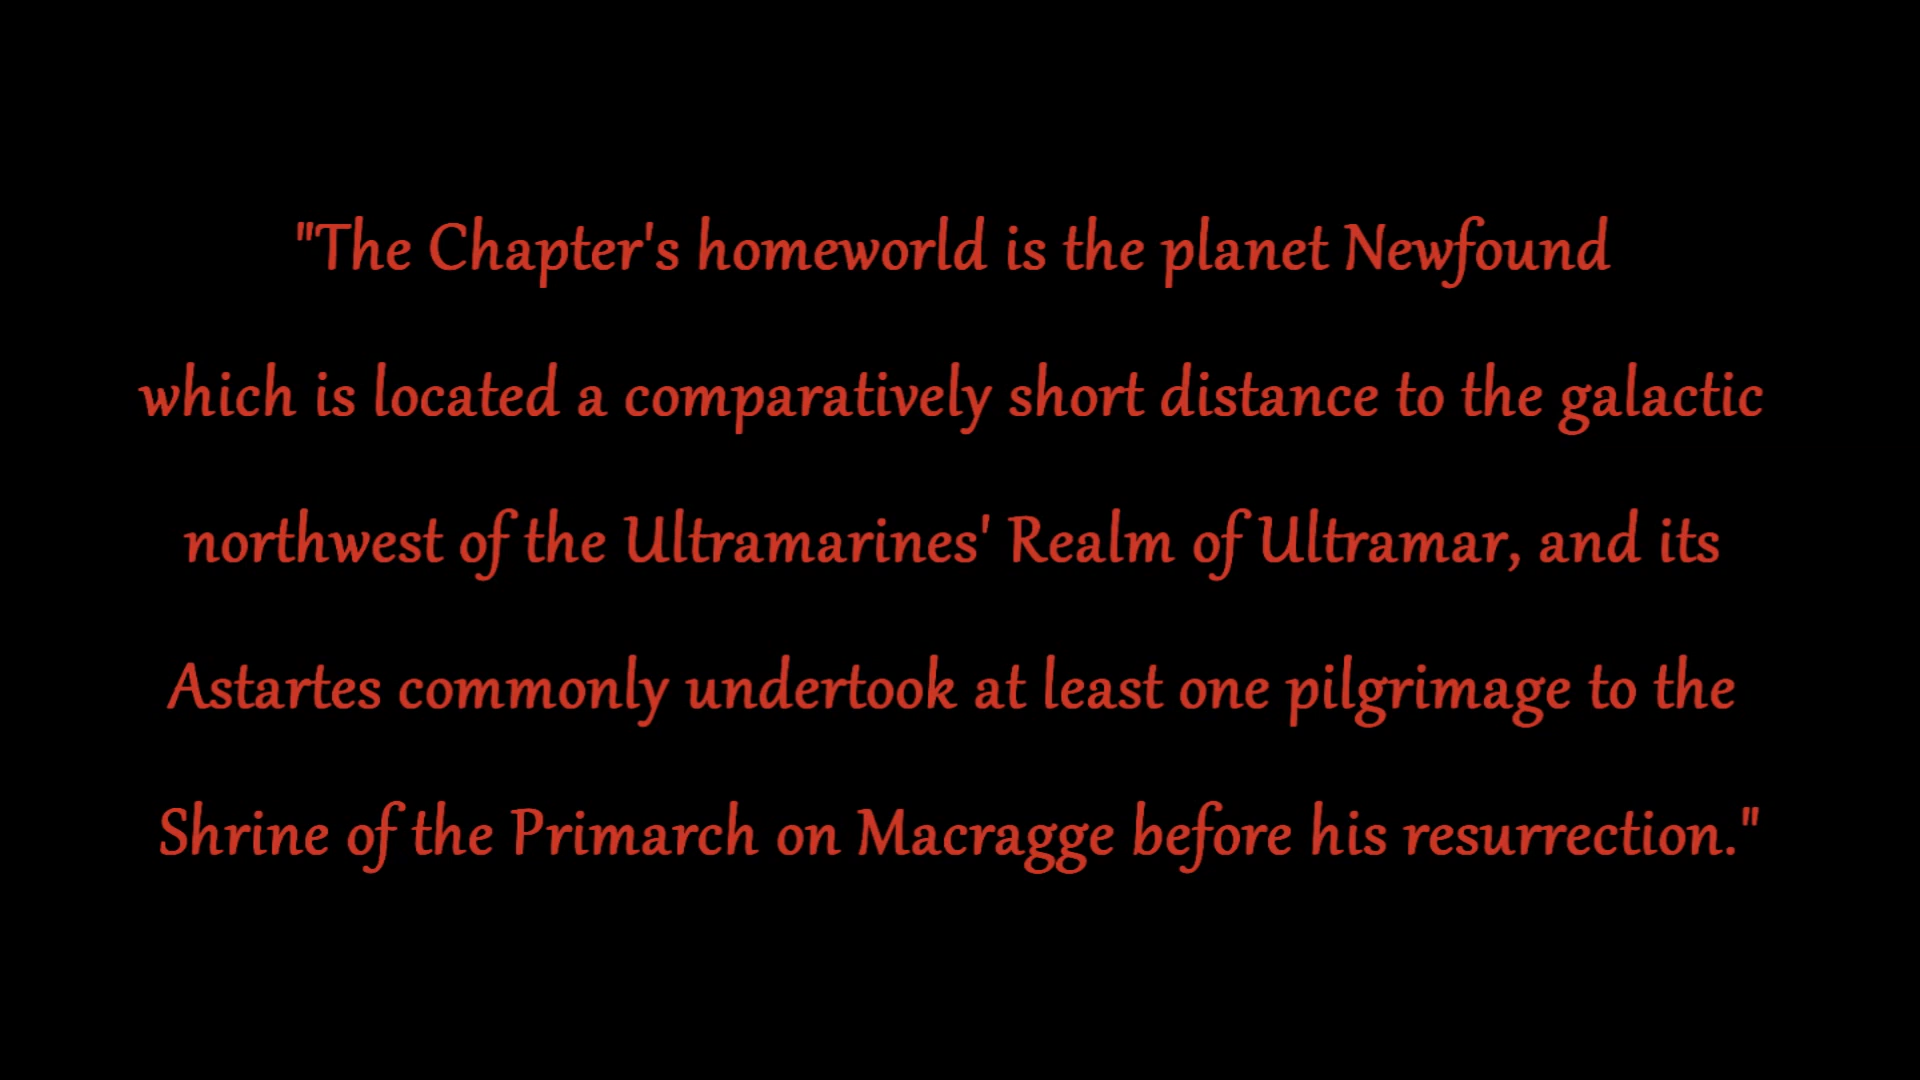 "The Chapter's homeworld is the planet Newfound
which is located a comparatively short distance to the galactic
northwest of the Ultramarines' Realm of Ultramar, and its
Astartes commonly undertook at least one pilgrimage to the
Shrine of the Primarch on Macragge before his resurrection."